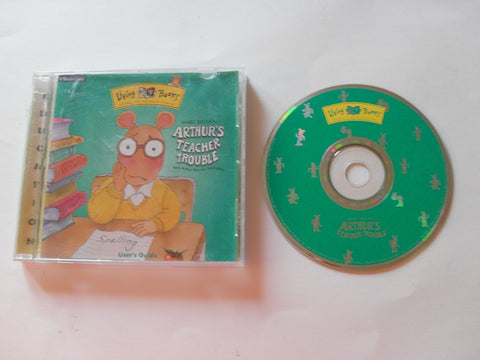 EDUCATION
Living Books
MARC BROWN'S
ARTHUR'S
TEACHER
TROUBLE
Spelling
User's Guide
Living Books
ARTHUR'S
TEACHER TROUBLE